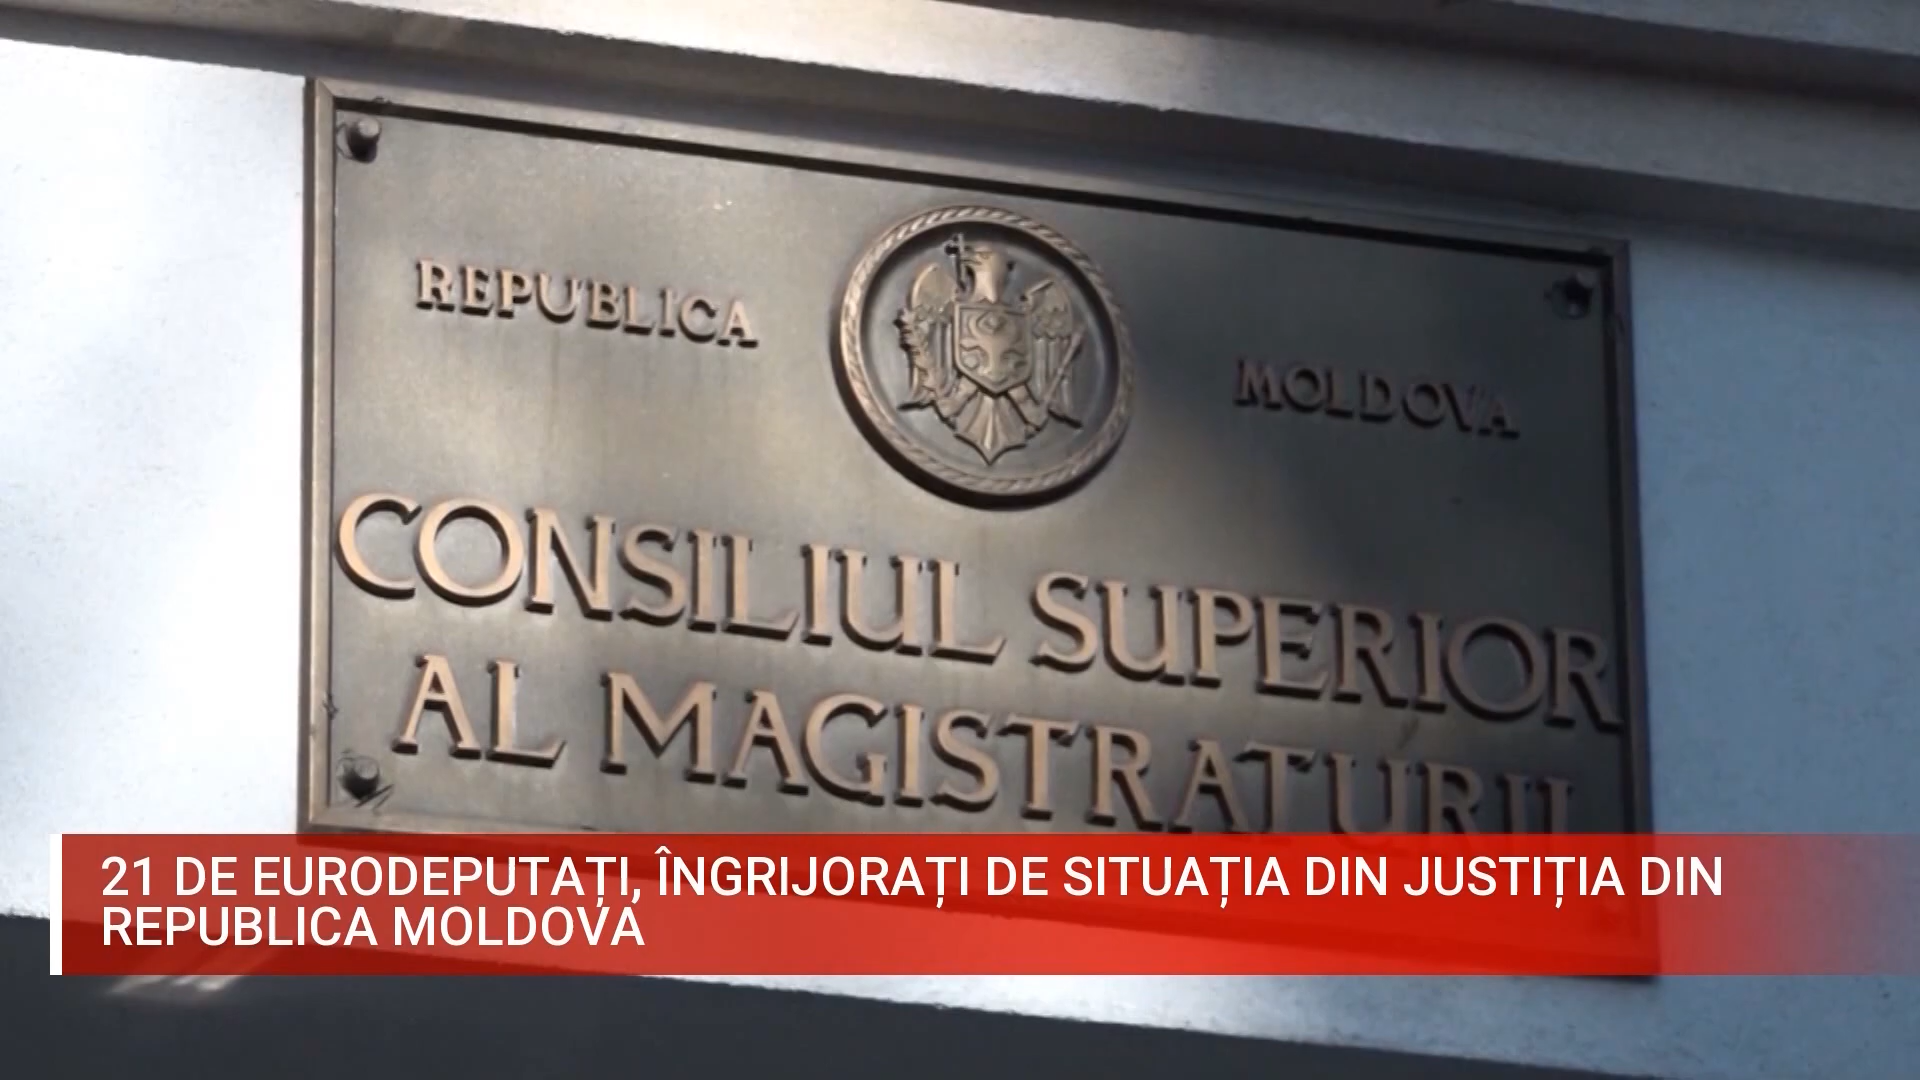 REPUBLICA MOLDOVA
CONSILIUL SUPERIOR
AL MAGISTRATURII
21 DE EURODEPUTAȚI, ÎNGRIJORAȚI DE SITUAȚIA DIN JUSTIȚIA DIN
REPUBLICA MOLDOVA